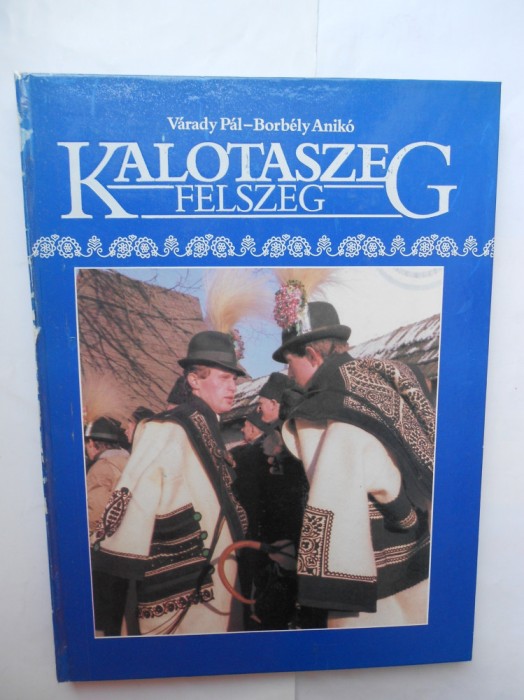 Várady Pál–Borbély Anikó
KALOTASZEG
FELSZEG